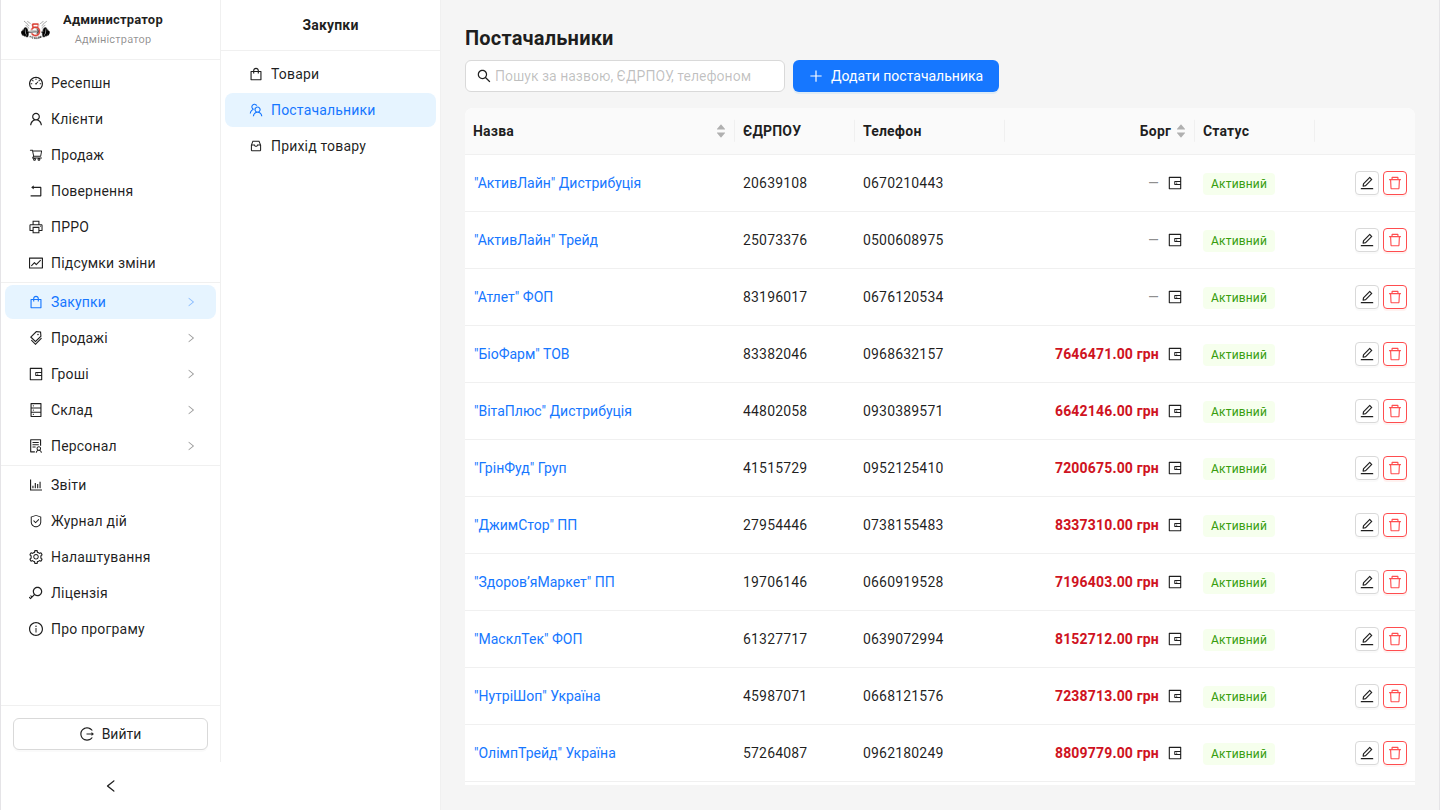 Администратор
Адміністратор
Ресепшн
Клієнти
Продаж
Повернення
ПРРО
Підсумки зміни
Закупки
Продажі
Гроші
Склад
Персонал
Звіти
Журнал дій
Налаштування
Ліцензія
Про програму
Вийти
Закупки
Товари
Постачальники
Прихід товару
Постачальники
Пошук за назвою, ЄДРПОУ, телефоном
Додати постачальника
Назва ЄДРПОУ Телефон Борг Статус
"АктивЛайн" Дистрибуція 20639108 0670210443 — Активний
"АктивЛайн" Трейд 25073376 0500608975 — Активний
"Атлет" ФОП 83196017 0676120534 — Активний
"БіоФарм" ТОВ 83382046 0968632157 7646471.00 грн Активний
"ВітаПлюс" Дистрибуція 44802058 0930389571 6642146.00 грн Активний
"ГрінФуд" Груп 41515729 0952125410 7200675.00 грн Активний
"ДжимСтор" ПП 27954446 0738155483 8337310.00 грн Активний
"Здоров'яМаркет" ПП 19706146 0660919528 7196403.00 грн Активний
"МасклТек" ФОП 61327717 0639072994 8152712.00 грн Активний
"НутріШоп" Україна 45987071 0668121576 7238713.00 грн Активний
"ОлімпТрейд" Україна 57264087 0962180249 8809779.00 грн Активний